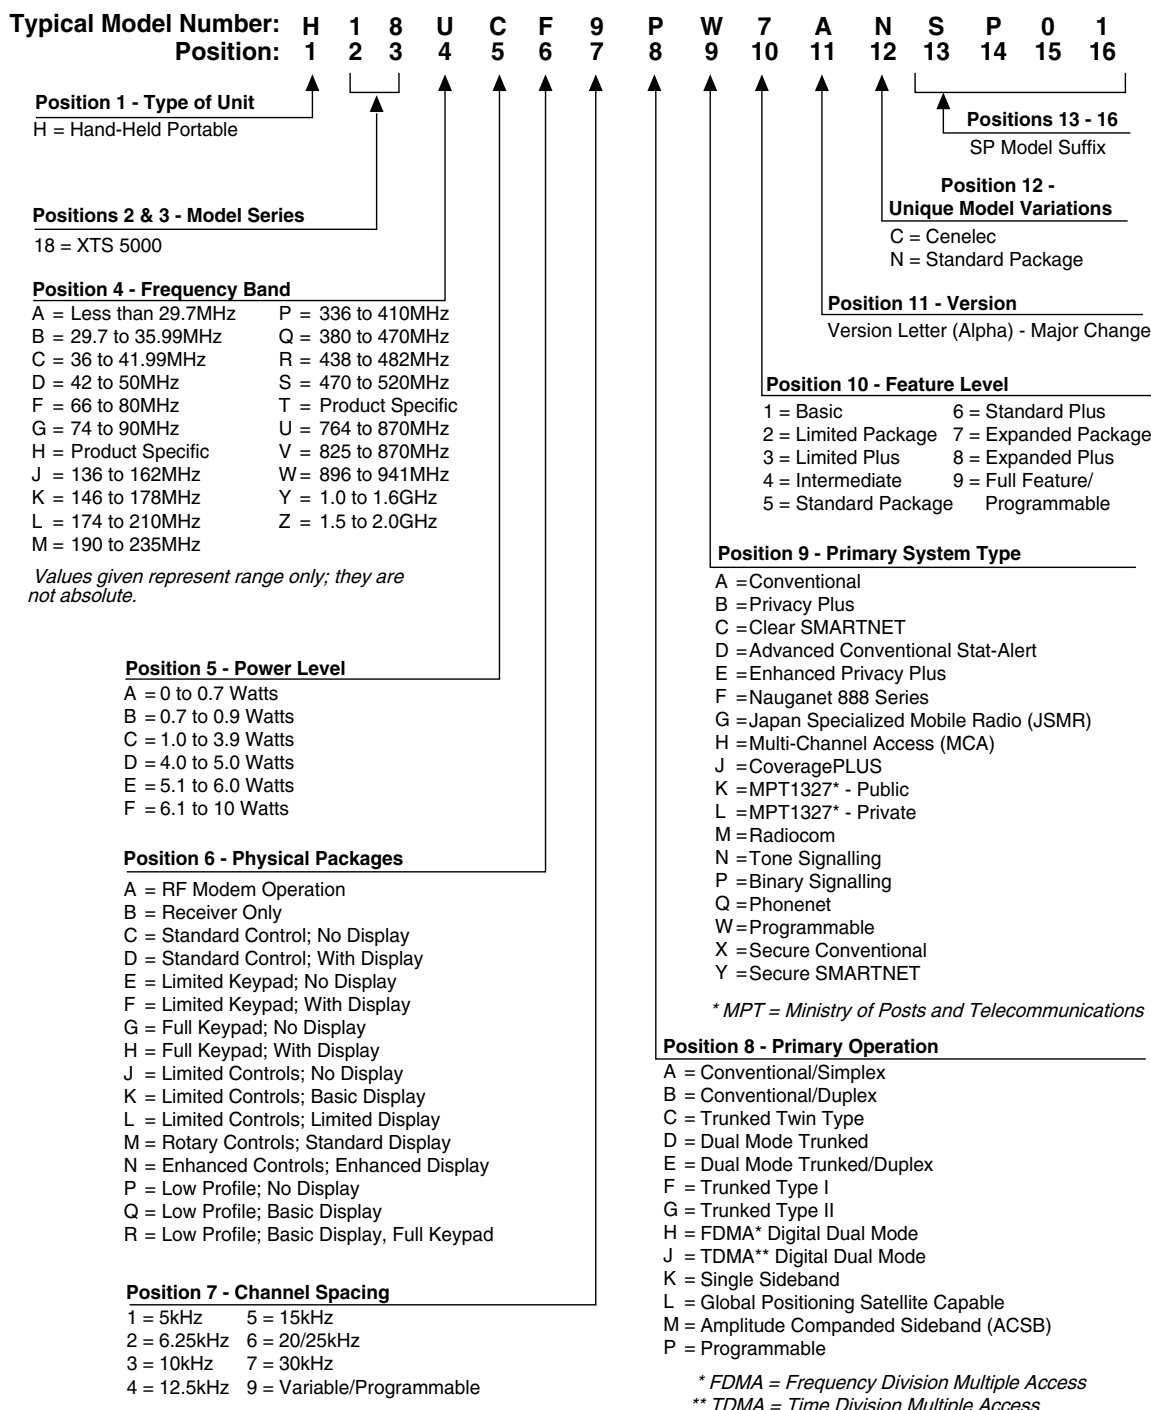 Typical Model Number: H 1 8 U C F 9 P W 7 A N S P 0 1
Position: 1 2 3 4 5 6 7 8 9 10 11 12 13 14 15 16
Position 1 - Type of Unit
H = Hand-Held Portable
Positions 2 & 3 - Model Series
18 = XTS 5000
Position 4 - Frequency Band
A = Less than 29.7MHz P = 336 to 410MHz
B = 29.7 to 35.99MHz Q = 380 to 470MHz
C = 36 to 41.99MHz R = 438 to 482MHz
D = 42 to 50MHz S = 470 to 520MHz
F = 66 to 80MHz T = Product Specific
G = 74 to 90MHz U = 764 to 870MHz
H = Product Specific V = 825 to 870MHz
J = 136 to 162MHz W = 896 to 941MHz
K = 146 to 178MHz Y = 1.0 to 1.6GHz
L = 174 to 210MHz Z = 1.5 to 2.0GHz
M = 190 to 235MHz
Values given represent range only; they are
not absolute.
Position 5 - Power Level
A = 0 to 0.7 Watts
B = 0.7 to 0.9 Watts
C = 1.0 to 3.9 Watts
D = 4.0 to 5.0 Watts
E = 5.1 to 6.0 Watts
F = 6.1 to 10 Watts
Position 6 - Physical Packages
A = RF Modem Operation
B = Receiver Only
C = Standard Control; No Display
D = Standard Control; With Display
E = Limited Keypad; No Display
F = Limited Keypad; With Display
G = Full Keypad; No Display
H = Full Keypad; With Display
J = Limited Controls; No Display
K = Limited Controls; Basic Display
L = Limited Controls; Limited Display
M = Rotary Controls; Standard Display
N = Enhanced Controls; Enhanced Display
P = Low Profile; No Display
Q = Low Profile; Basic Display
R = Low Profile; Basic Display, Full Keypad
Position 7 - Channel Spacing
1 = 5kHz 5 = 15kHz
2 = 6.25kHz 6 = 20/25kHz
3 = 10kHz 7 = 30kHz
4 = 12.5kHz 9 = Variable/Programmable
Positions 13 - 16
SP Model Suffix
Position 12 -
Unique Model Variations
C = Cenelec
N = Standard Package
Position 11 - Version
Version Letter (Alpha) - Major Change
Position 10 - Feature Level
1 = Basic 6 = Standard Plus
2 = Limited Package 7 = Expanded Package
3 = Limited Plus 8 = Expanded Plus
4 = Intermediate 9 = Full Feature/
5 = Standard Package Programmable
Position 9 - Primary System Type
A = Conventional
B = Privacy Plus
C = Clear SMARTNET
D = Advanced Conventional Stat-Alert
E = Enhanced Privacy Plus
F = Nauganet 888 Series
G = Japan Specialized Mobile Radio (JSMR)
H = Multi-Channel Access (MCA)
J = CoveragePLUS
K = MPT1327* - Public
L = MPT1327* - Private
M = Radiocom
N = Tone Signalling
P = Binary Signalling
Q = Phonenet
W = Programmable
X = Secure Conventional
Y = Secure SMARTNET
* MPT = Ministry of Posts and Telecommunications
Position 8 - Primary Operation
A = Conventional/Simplex
B = Conventional/Duplex
C = Trunked Twin Type
D = Dual Mode Trunked
E = Dual Mode Trunked/Duplex
F = Trunked Type I
G = Trunked Type II
H = FDMA* Digital Dual Mode
J = TDMA** Digital Dual Mode
K = Single Sideband
L = Global Positioning Satellite Capable
M = Amplitude Companded Sideband (ACSB)
P = Programmable
* FDMA = Frequency Division Multiple Access
** TDMA = Time Division Multiple Access